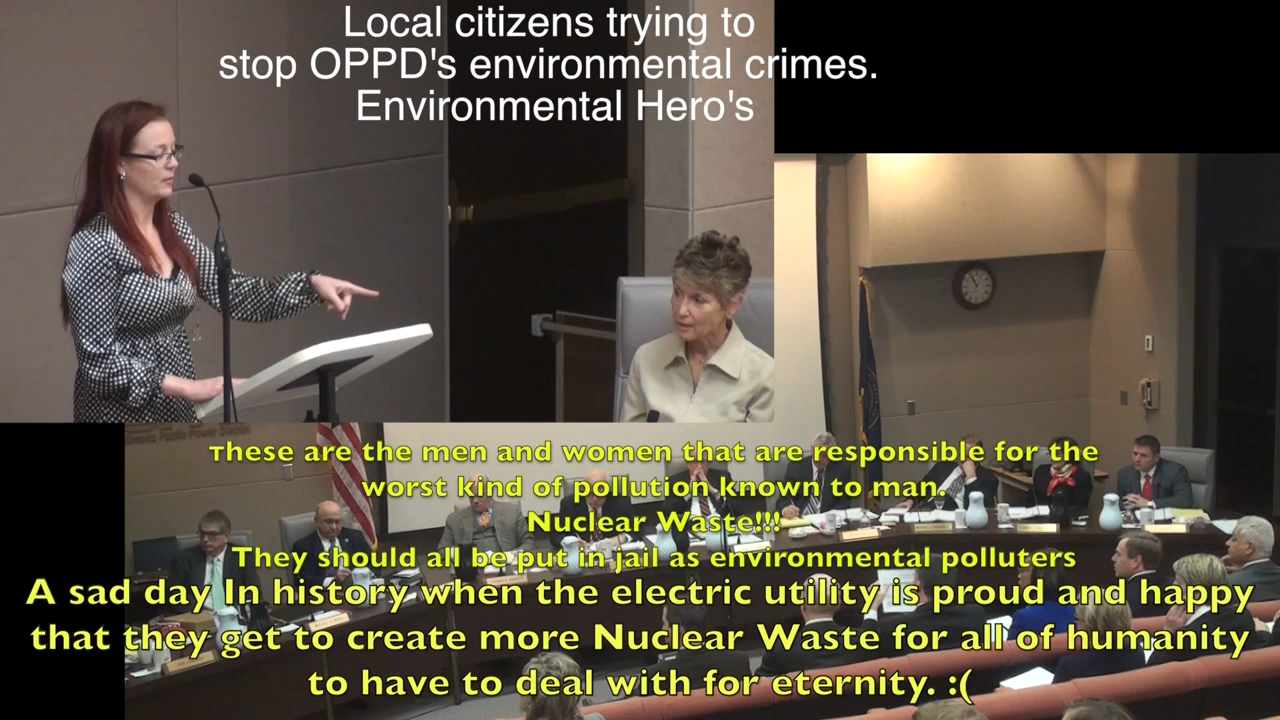 Local citizens trying to
stop OPPD's environmental crimes.
Environmental Hero's
These are the men and women that are responsible for the
worst kind of pollution known to man.
Nuclear Waste!!!
They should all be put in jail as environmental polluters
A sad day In history when the electric utility is proud and happy
that they get to create more Nuclear Waste for all of humanity
to have to deal with for eternity. :(